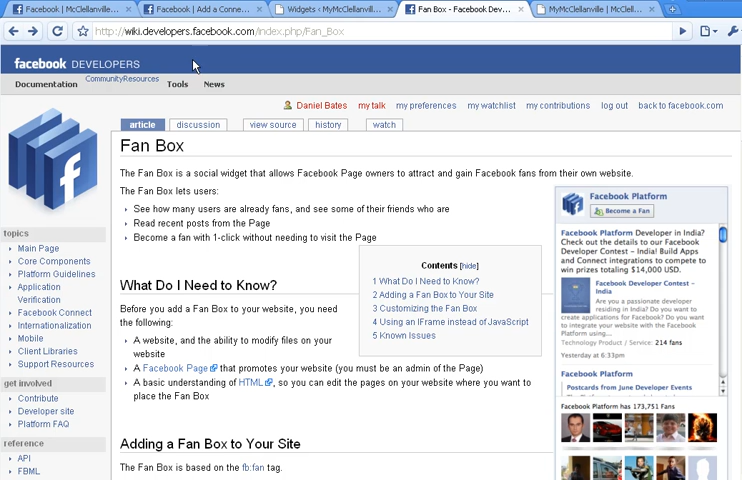 Facebook | McClellanville
Facebook | Add a Conne...
Widgets ‹ MyMcClellanvill...
Fan Box - Facebook Dev...
MyMcClellanville | McClell...
http://wiki.developers.facebook.com/index.php/Fan_Box
facebook DEVELOPERS
Documentation CommunityResources Tools News
Daniel Bates my talk my preferences my watchlist my contributions log out back to facebook.com
article discussion view source history watch
Fan Box
The Fan Box is a social widget that allows Facebook Page owners to attract and gain Facebook fans from their own website.
The Fan Box lets users:
See how many users are already fans, and see some of their friends who are
Read recent posts from the Page
Become a fan with 1-click without needing to visit the Page
Contents [hide]
1 What Do I Need to Know?
2 Adding a Fan Box to Your Site
3 Customizing the Fan Box
4 Using an IFrame instead of JavaScript
5 Known Issues
What Do I Need to Know?
Before you add a Fan Box to your website, you need
the following:
A website, and the ability to modify files on your
website
A Facebook Page that promotes your website (you must be an admin of the Page)
A basic understanding of HTML, so you can edit the pages on your website where you want to
place the Fan Box
Adding a Fan Box to Your Site
The Fan Box is based on the fb:fan tag.
topics
Main Page
Core Components
Platform Guidelines
Application
Verification
Facebook Connect
Internationalization
Mobile
Client Libraries
Support Resources
get involved
Contribute
Developer site
Platform FAQ
reference
API
FBML
Facebook Platform
Become a Fan
Facebook Platform Developer in India?
Check out the details to our Facebook
Developer Contest – India! Build Apps
and Connect integrations to compete to
win prizes totaling $14,000 USD.
Facebook Developer Contest -
India
Are you a passionate developer
residing in India? Do you want to
create applications for Facebook? Do
you want to integrate your website
with the Facebook Platform using...
Technology Product / Service: 214 fans
Yesterday at 6:33pm
Facebook Platform
Postcards from June Developer Events
Facebook Platform has 173,751 Fans